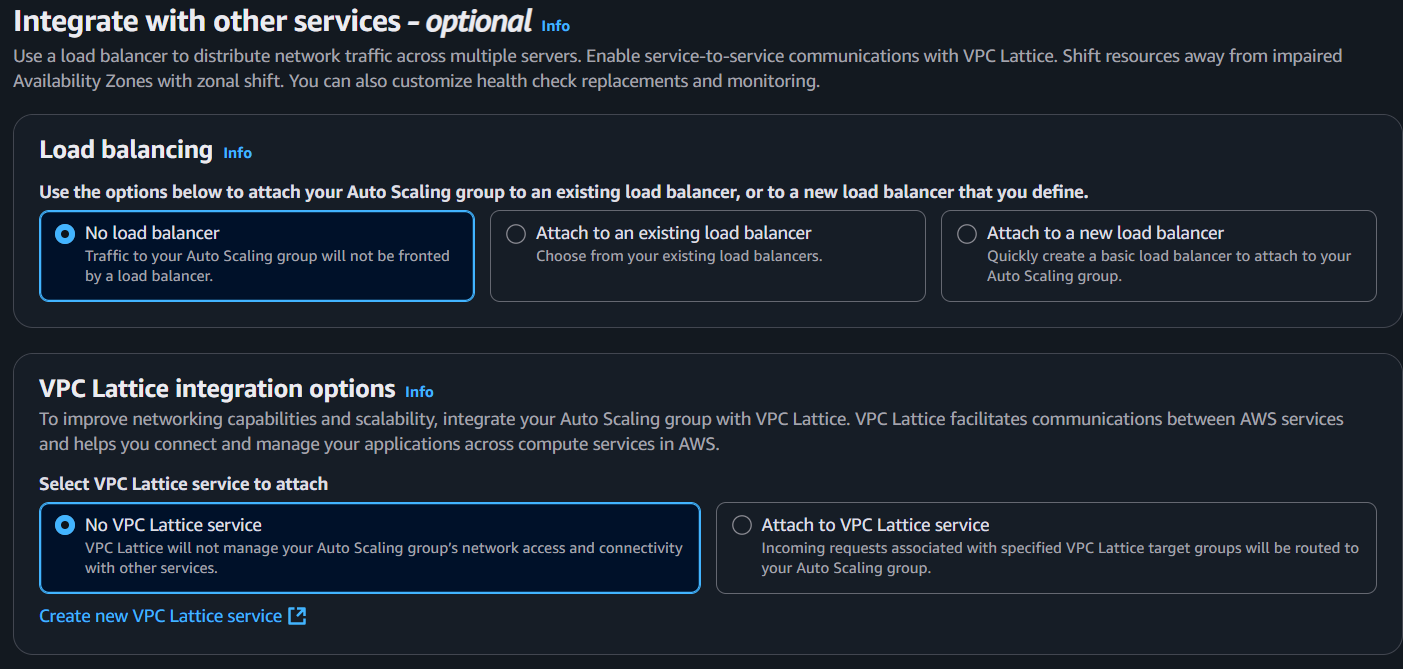 Integrate with other services - optional Info
Use a load balancer to distribute network traffic across multiple servers. Enable service-to-service communications with VPC Lattice. Shift resources away from impaired
Availability Zones with zonal shift. You can also customize health check replacements and monitoring.
Load balancing Info
Use the options below to attach your Auto Scaling group to an existing load balancer, or to a new load balancer that you define.
No load balancer
Traffic to your Auto Scaling group will not be fronted
by a load balancer.
Attach to an existing load balancer
Choose from your existing load balancers.
Attach to a new load balancer
Quickly create a basic load balancer to attach to your
Auto Scaling group.
VPC Lattice integration options Info
To improve networking capabilities and scalability, integrate your Auto Scaling group with VPC Lattice. VPC Lattice facilitates communications between AWS services
and helps you connect and manage your applications across compute services in AWS.
Select VPC Lattice service to attach
No VPC Lattice service
VPC Lattice will not manage your Auto Scaling group's network access and connectivity
with other services.
Attach to VPC Lattice service
Incoming requests associated with specified VPC Lattice target groups will be routed to
your Auto Scaling group.
Create new VPC Lattice service